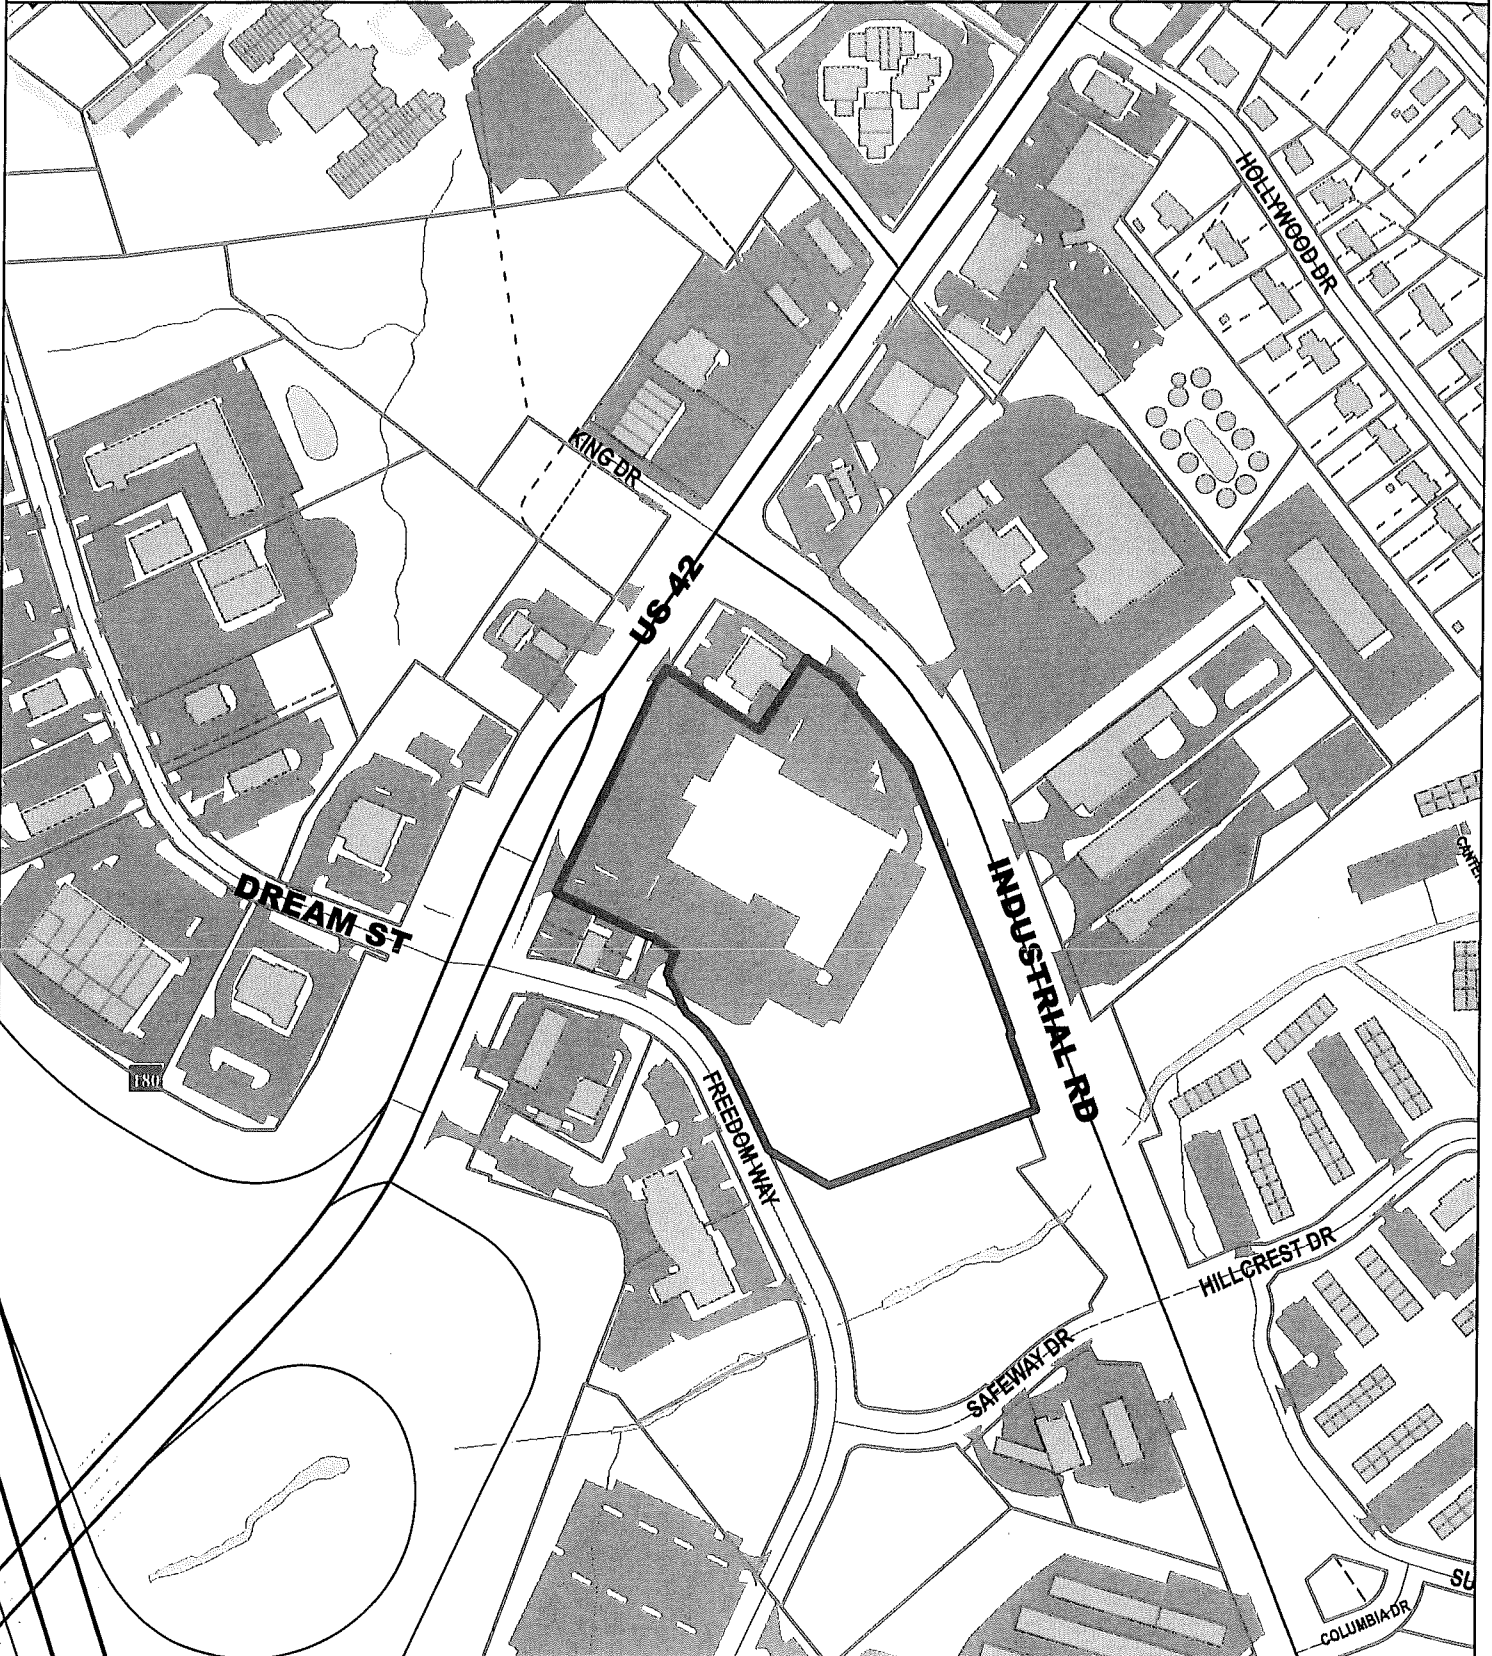 HOLLYWOOD DR
KING DR
US 42
INDUSTRIAL RD
DREAM ST
180
FREEDOM WAY
HILLCREST DR
SAFEWAY DR
COLUMBIA DR